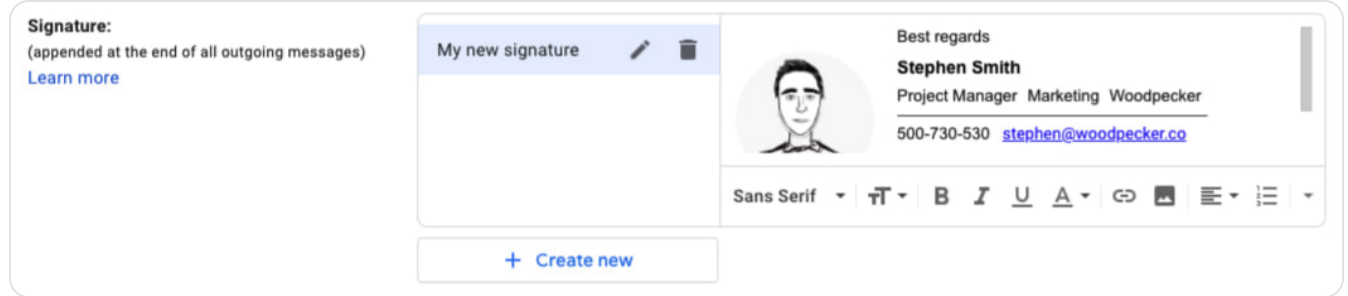 Signature:
(appended at the end of all outgoing messages)
Learn more
My new signature
Best regards
Stephen Smith
Project Manager Marketing Woodpecker
500-730-530 stephen@woodpecker.co
Sans Serif
+ Create new